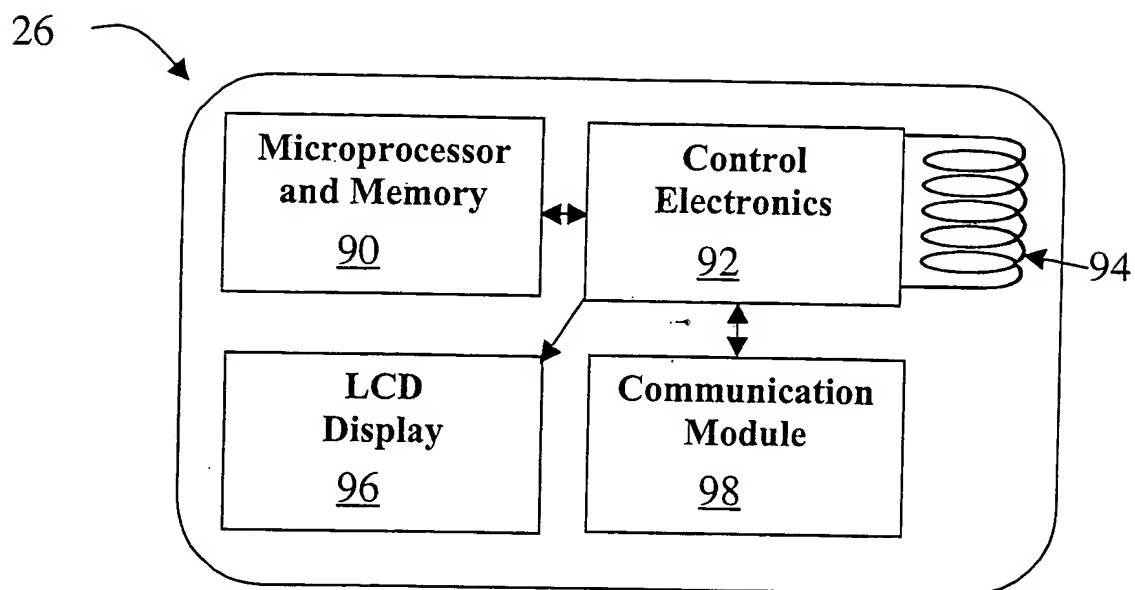 26
Microprocessor
and Memory
90
Control
Electronics
92
94
LCD
Display
96
Communication
Module
98